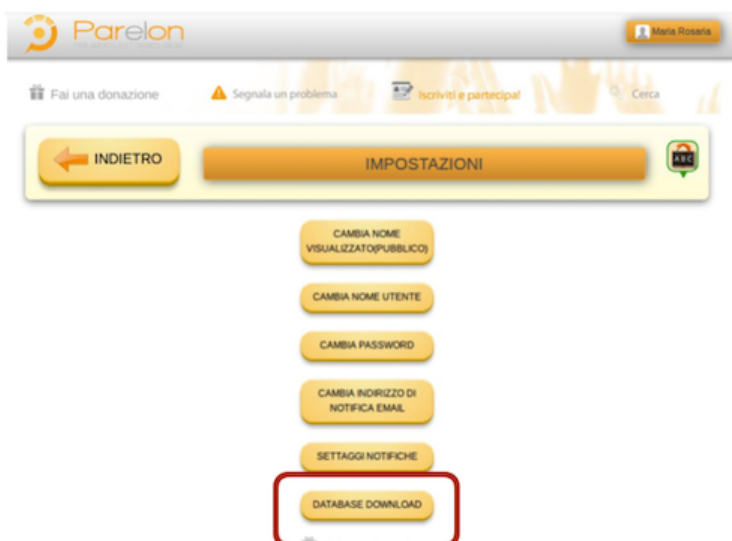 Parelon
Maria Rosaria
Fai una donazione
Segnala un problema
Iscriviti e partecipa!
Cerca
INDIETRO
IMPOSTAZIONI
ABC
CAMBIA NOME
VISUALIZZATO(PUBBLICO)
CAMBIA NOME UTENTE
CAMBIA PASSWORD
CAMBIA INDIRIZZO DI
NOTIFICA EMAIL
SETTAGGI NOTIFICHE
DATABASE DOWNLOAD